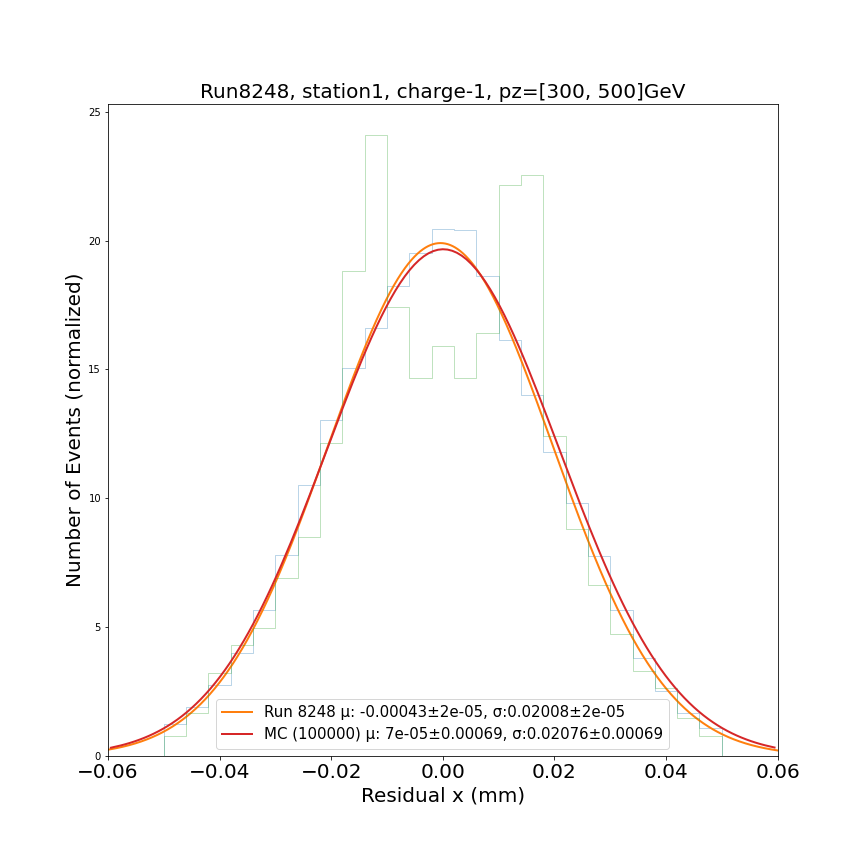 Run8248, station1, charge-1, pz=[300, 500]GeV
Number of Events (normalized)
25
20
15
10
5
0
Run 8248 μ: -0.00043±2e-05, σ:0.02008±2e-05
MC (100000) μ: 7e-05±0.00069, σ:0.02076±0.00069
−0.06 −0.04 −0.02 0.00 0.02 0.04 0.06
Residual x (mm)